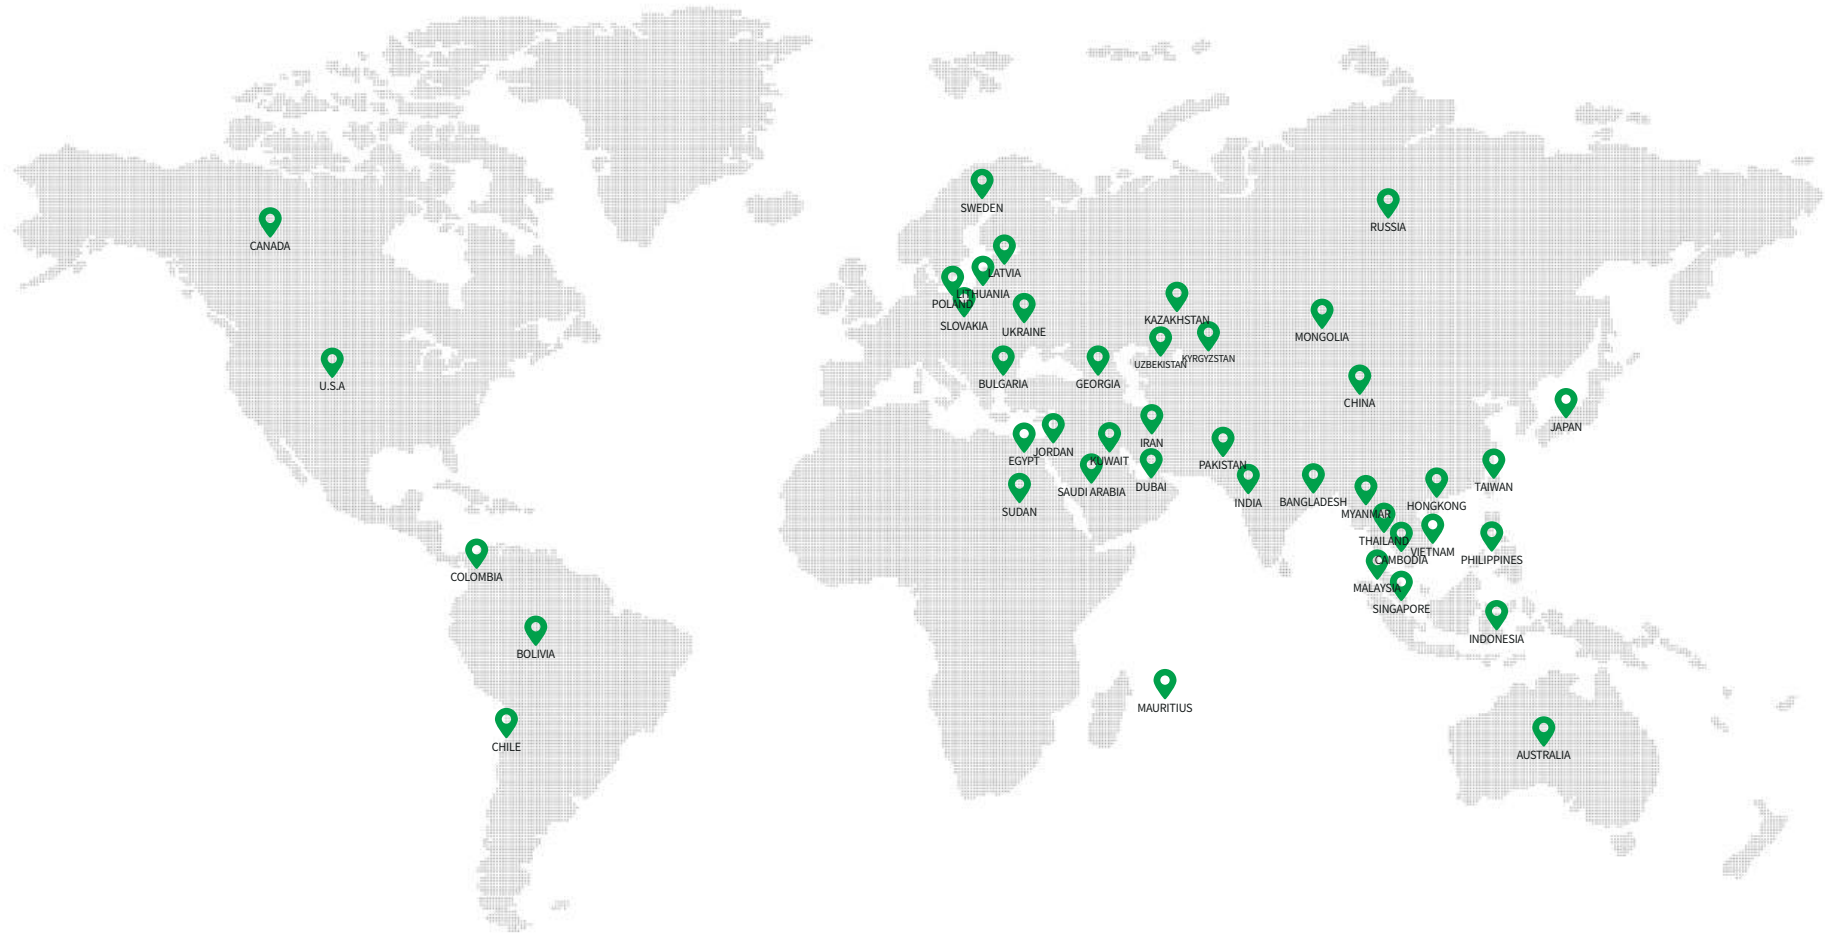 SWEDEN
RUSSIA
CANADA
LATVIA
LITHUANIA
POLAND
KAZAKHSTAN
SLOVAKIA
UKRAINE
MONGOLIA
KYRGYZSTAN
UZBEKISTAN
U.S.A
BULGARIA
GEORGIA
CHINA
JAPAN
IRAN
JORDAN
EGYPT
KUWAIT
PAKISTAN
SAUDI ARABIA
DUBAI
TAIWAN
INDIA
BANGLADESH
HONGKONG
SUDAN
MYANMAR
THAILAND
VIETNAM
CAMBODIA
PHILIPPINES
COLOMBIA
MALAYSIA
SINGAPORE
INDONESIA
BOLIVIA
MAURITIUS
CHILE
AUSTRALIA